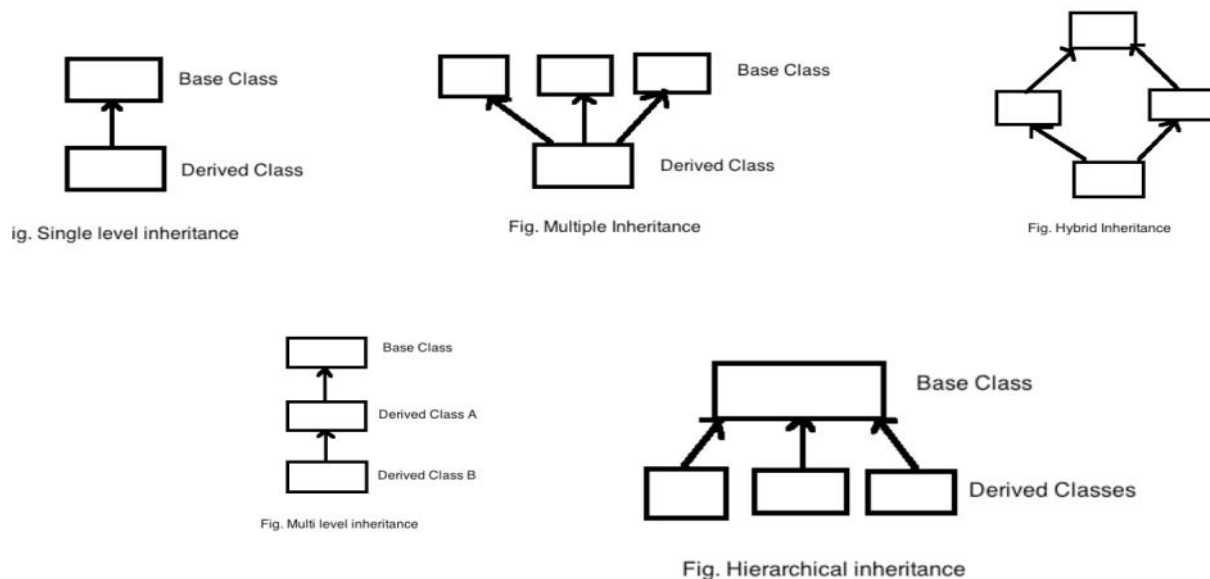 Base Class
Derived Class
ig. Single level inheritance
Base Class
Derived Class
Fig. Multiple Inheritance
Fig. Hybrid Inheritance
Base Class
Derived Class A
Derived Class B
Fig. Multi level inheritance
Base Class
Derived Classes
Fig. Hierarchical inheritance